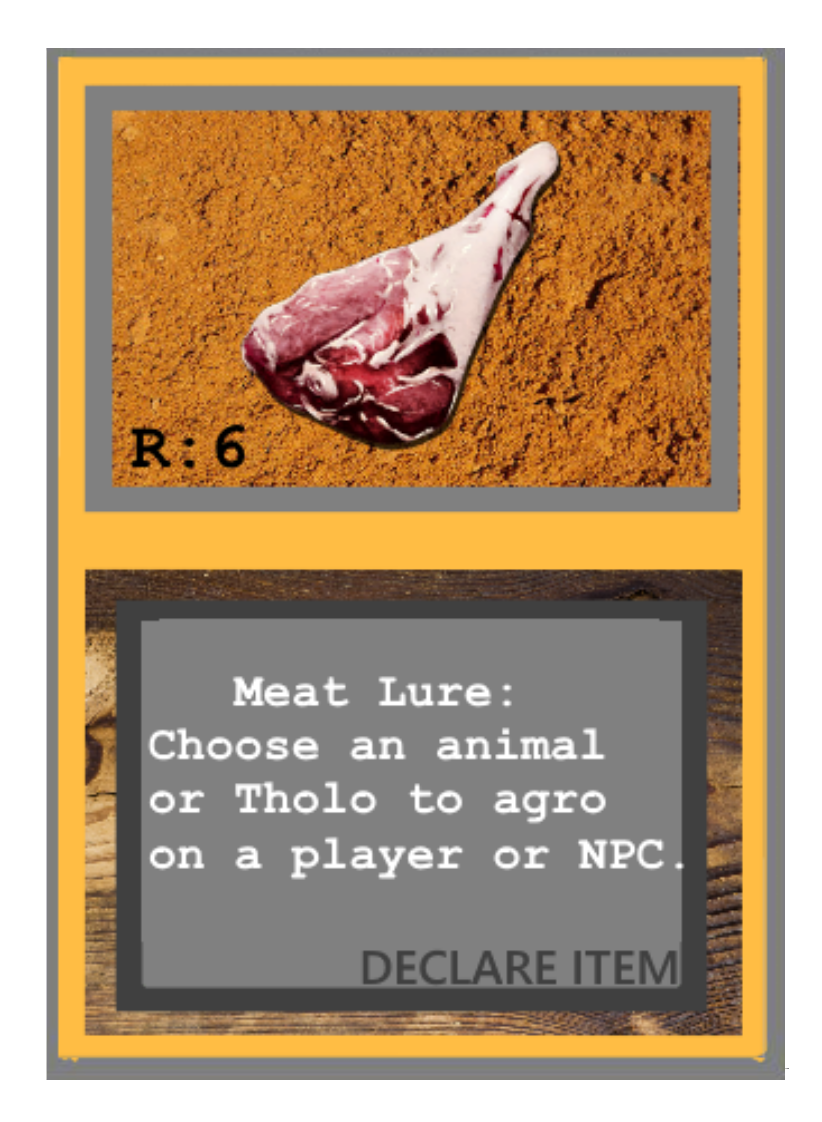 R:6
Meat Lure:
Choose an animal
or Tholo to agro
on a player or NPC.
DECLARE ITEM